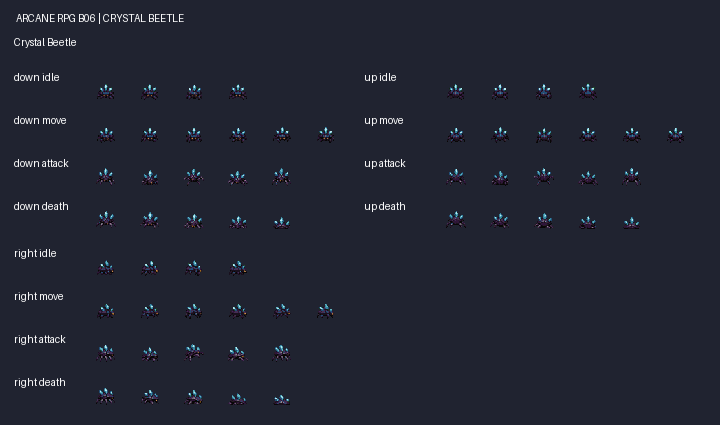 ARCANE RPG B06 | CRYSTAL BEETLE
Crystal Beetle
down idle
up idle
down move
up move
down attack
up attack
down death
up death
right idle
right move
right attack
right death